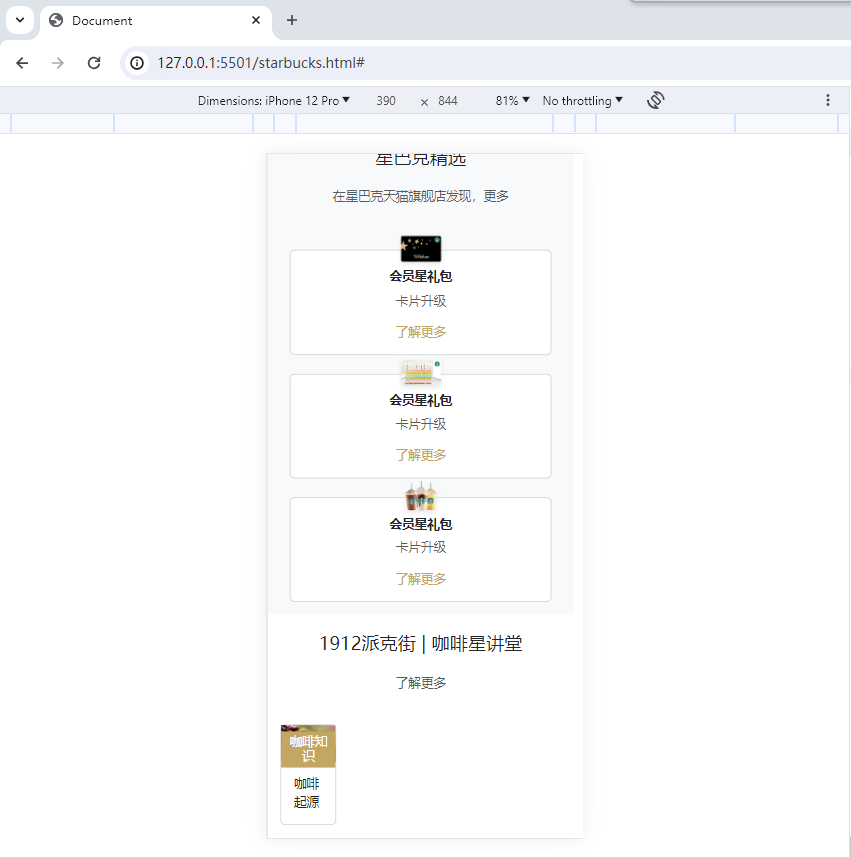 Document
127.0.0.1:5501/starbucks.html#
Dimensions: iPhone 12 Pro 390 × 844 81% No throttling
星巴克精选
在星巴克天猫旗舰店发现，更多
会员星礼包
卡片升级
了解更多
会员星礼包
卡片升级
了解更多
会员星礼包
卡片升级
了解更多
1912派克街 | 咖啡星讲堂
了解更多
咖啡知
识
咖啡
起源